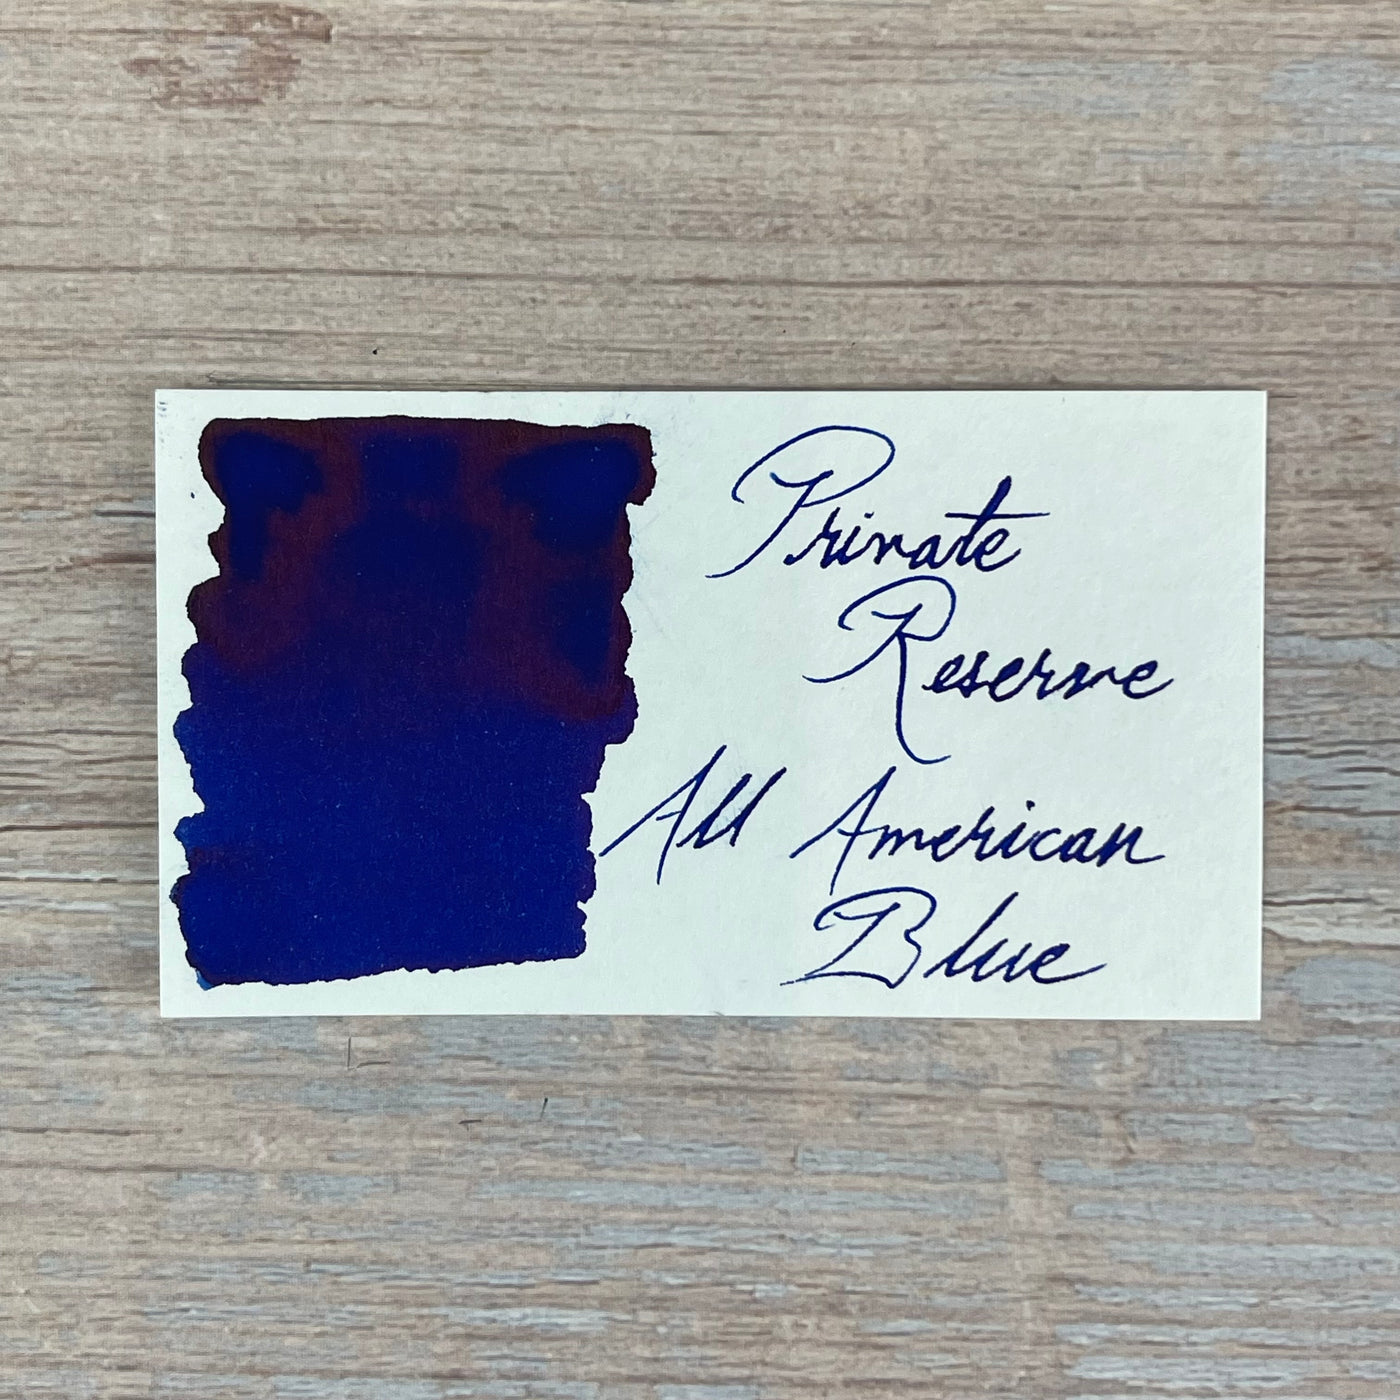 Private
Reserve
All American
Blue